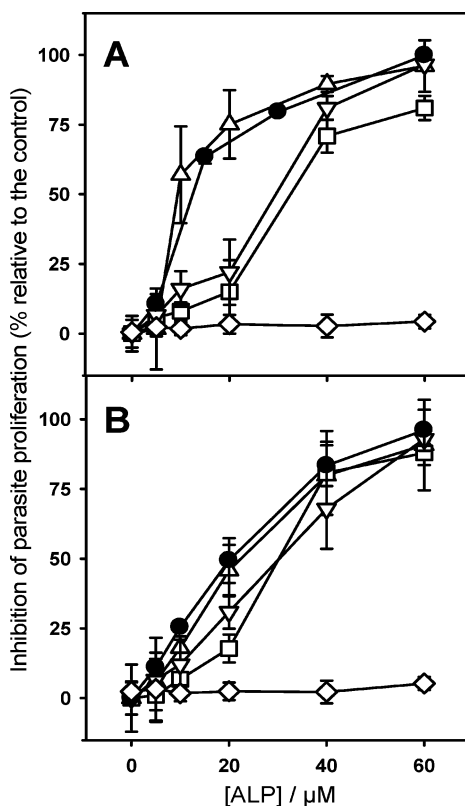 Inhibition of parasite proliferation (% relative to the control)
A
100
75
50
25
0
B
100
75
50
25
0
0 20 40 60
[ALP] / µM